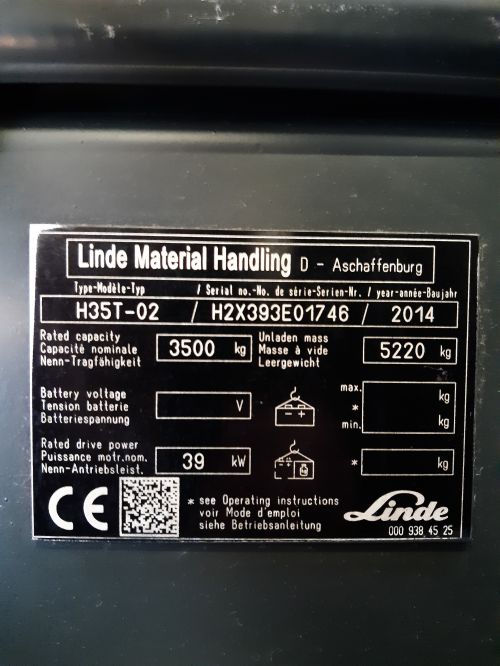 Linde Material Handling D - Aschaffenburg
Type-Modèle-Typ / Serial no.-No. de série-Serien-Nr. / year-année-Baujahr
H35T-02 / H2X393E01746 / 2014
Rated capacity
Capacité nominale
Nenn-Tragfähigkeit
3500 kg
Unladen mass
Masse à vide
Leergewicht
5220 kg
Battery voltage
Tension batterie
Batteriespannung
V
max. kg
*
min. kg
Rated drive power
Puissance motr.nom.
Nenn-Antriebsleist.
39 kW
* kg
CE
* see Operating instructions
voir Mode d'emploi
siehe Betriebsanleitung
Linde
000 938 45 25